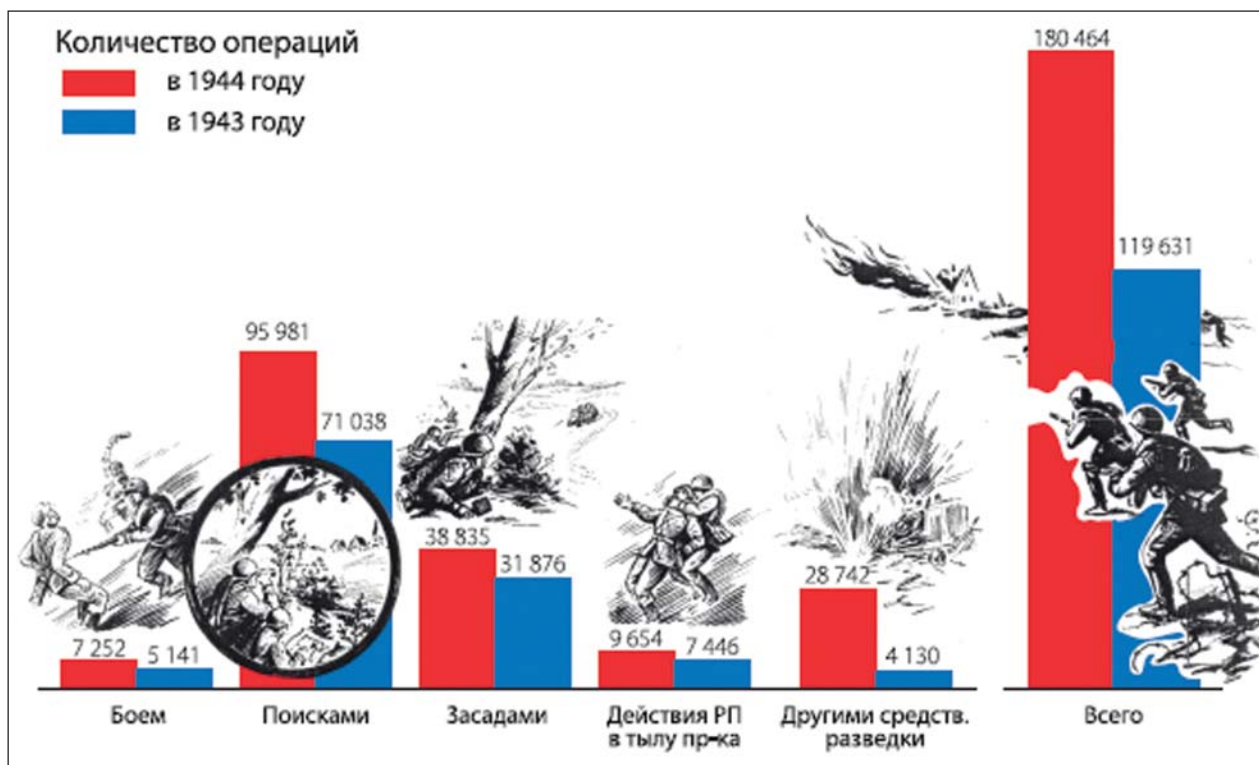 Количество операций
в 1944 году
в 1943 году
180 464
119 631
95 981
71 038
38 835
31 876
28 742
7 252
5 141
9 654
7 446
4 130
Боем
Поисками
Засадами
Действия РП
в тылу пр-ка
Другими средств.
разведки
Всего